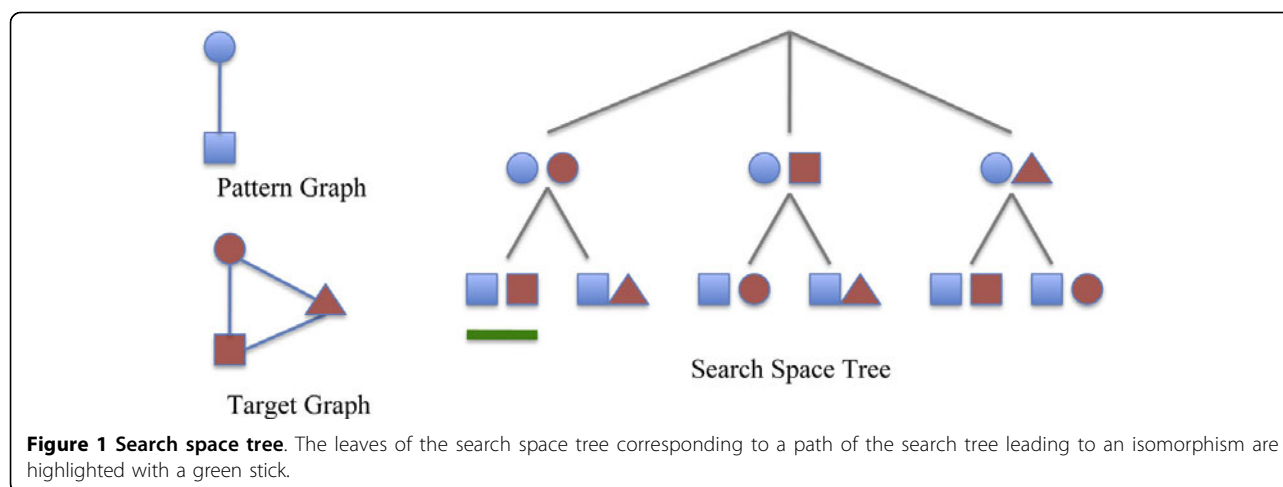 Pattern Graph
Target Graph
Search Space Tree
Figure 1 Search space tree. The leaves of the search space tree corresponding to a path of the search tree leading to an isomorphism are
highlighted with a green stick.